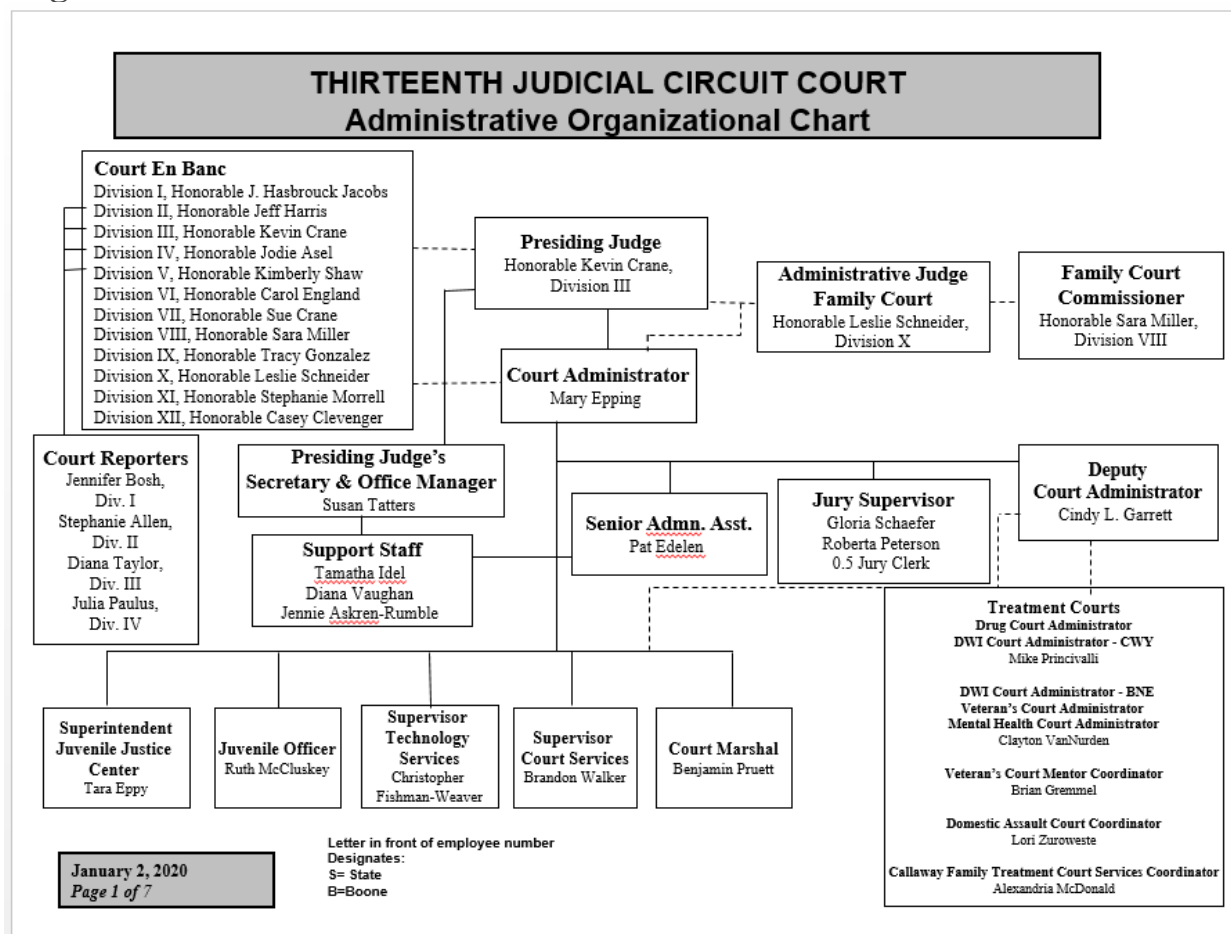 THIRTEENTH JUDICIAL CIRCUIT COURT
Administrative Organizational Chart
Court En Banc
Division I, Honorable J. Hasbrouck Jacobs
Division II, Honorable Jeff Harris
Division III, Honorable Kevin Crane
Division IV, Honorable Jodie Asel
Division V, Honorable Kimberly Shaw
Division VI, Honorable Carol England
Division VII, Honorable Sue Crane
Division VIII, Honorable Sara Miller
Division IX, Honorable Tracy Gonzalez
Division X, Honorable Leslie Schneider
Division XI, Honorable Stephanie Morrell
Division XII, Honorable Casey Clevenger
Presiding Judge
Honorable Kevin Crane,
Division III
Administrative Judge
Family Court
Honorable Leslie Schneider,
Division X
Family Court
Commissioner
Honorable Sara Miller,
Division VIII
Court Administrator
Mary Epping
Court Reporters
Jennifer Bosh,
Div. I
Stephanie Allen,
Div. II
Diana Taylor,
Div. III
Julia Paulus,
Div. IV
Presiding Judge's
Secretary & Office Manager
Susan Tatters
Support Staff
Tamatha Idel
Diana Vaughan
Jennie Askren-Rumble
Senior Admn. Asst.
Pat Edelen
Jury Supervisor
Gloria Schaefer
Roberta Peterson
0.5 Jury Clerk
Deputy
Court Administrator
Cindy L. Garrett
Treatment Courts
Drug Court Administrator
DWI Court Administrator - CWY
Mike Princivalli
DWI Court Administrator - BNE
Veteran's Court Administrator
Mental Health Court Administrator
Clayton VanNurden
Veteran's Court Mentor Coordinator
Brian Gremmel
Domestic Assault Court Coordinator
Lori Zuroweste
Callaway Family Treatment Court Services Coordinator
Alexandria McDonald
Superintendent
Juvenile Justice
Center
Tara Eppy
Juvenile Officer
Ruth McCluskey
Supervisor
Technology
Services
Christopher
Fishman-Weaver
Supervisor
Court Services
Brandon Walker
Court Marshal
Benjamin Pruett
Letter in front of employee number
Designates:
S= State
B=Boone
January 2, 2020
Page 1 of 7